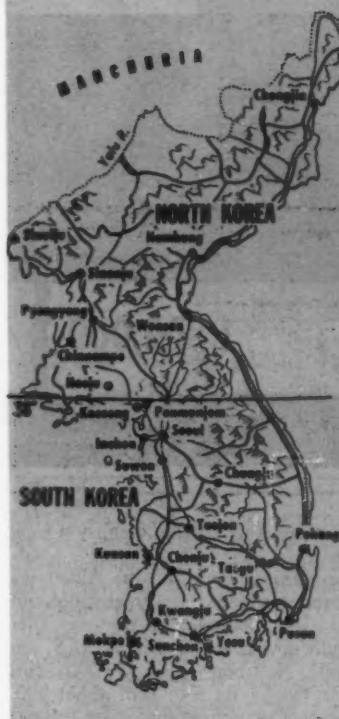 MANCHURIA
Chongjin
Yalu R.
NORTH KOREA
Hamhung
Sinanju
Pyongyang
Wonsan
Chinnampo
Haeju
38°
Kaesong
Panmunjom
Seoul
Inchon
Suwon
Chungju
SOUTH KOREA
Taejon
Pohang
Kunsan
Chonju
Taegu
Kwangju
Pusan
Mokpo
Sunchon
Yosu